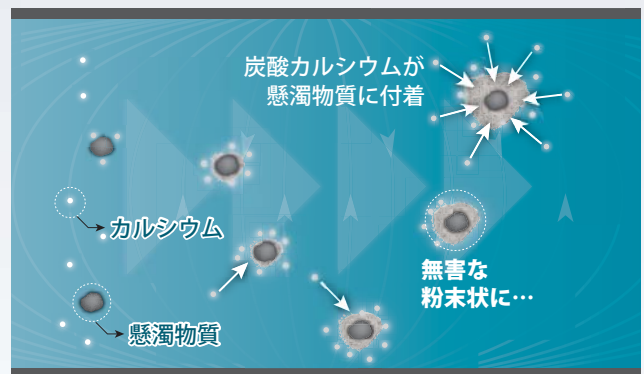 炭酸カルシウムが
懸濁物質に付着
カルシウム
無害な
粉末状に…
懸濁物質